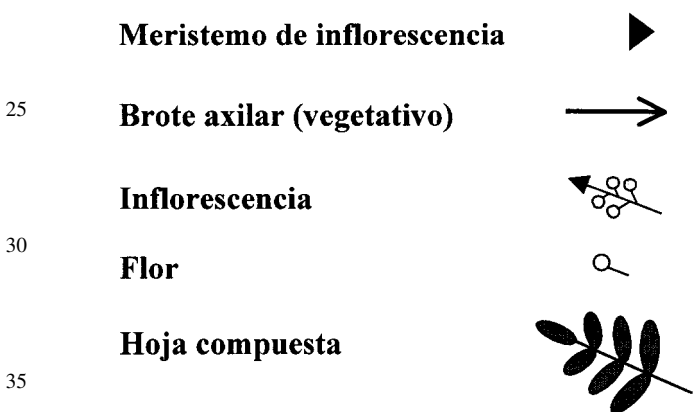 Meristemo de inflorescencia
25
Brote axilar (vegetativo)
Inflorescencia
30
Flor
Hoja compuesta
35